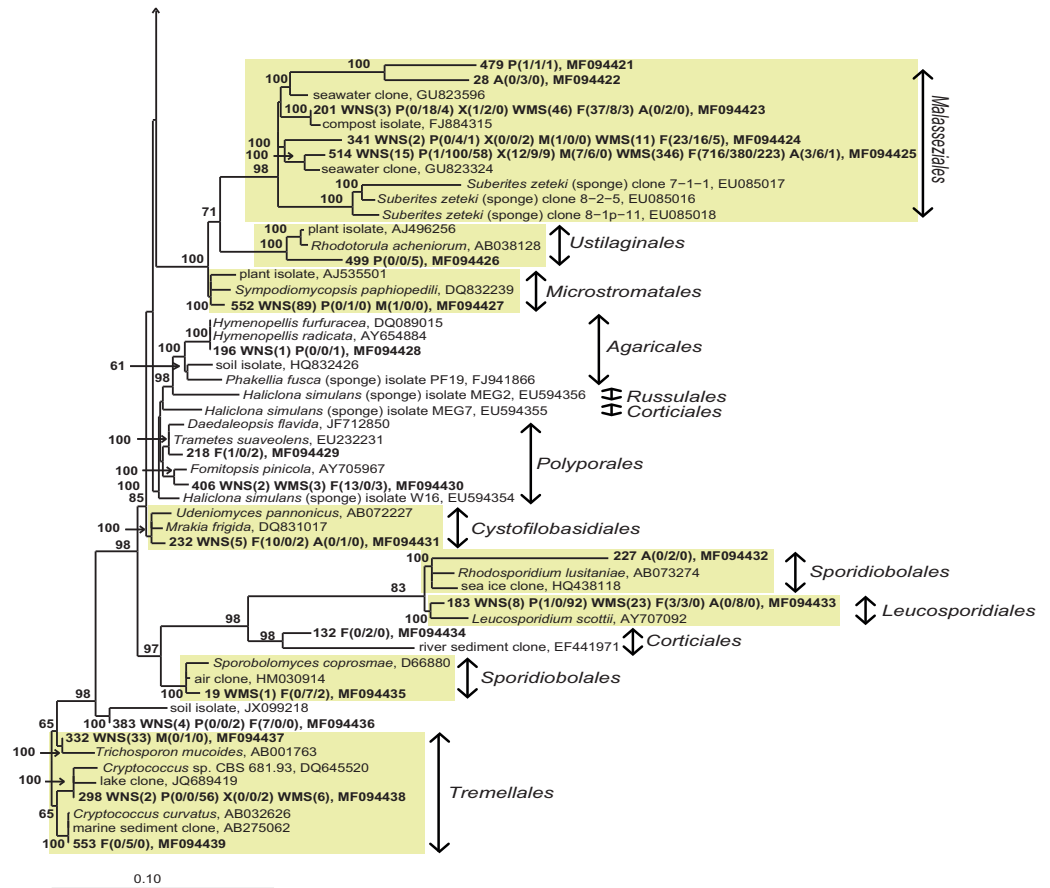 100
479 P(1/1/1), MF094421
100
28 A(0/3/0), MF094422
seawater clone, GU823596
100
201 WNS(3) P(0/18/4) X(1/2/0) WMS(46) F(37/8/3) A(0/2/0), MF094423
compost isolate, FJ884315
100
341 WNS(2) P(0/4/1) X(0/0/2) M(1/0/0) WMS(11) F(23/16/5), MF094424
100
514 WNS(15) P(1/100/58) X(12/9/9) M(7/6/0) WMS(346) F(716/380/223) A(3/6/1), MF094425
98
seawater clone, GU823324
100
Suberites zeteki (sponge) clone 7−1−1, EU085017
100
Suberites zeteki (sponge) clone 8−2−5, EU085016
Suberites zeteki (sponge) clone 8−1p−11, EU085018
Malasseziales
71
100
plant isolate, AJ496256
100
Rhodotorula acheniorum, AB038128
499 P(0/0/5), MF094426
Ustilaginales
100
plant isolate, AJ535501
Sympodiomycopsis paphiopedili, DQ832239
100
552 WNS(89) P(0/1/0) M(1/0/0), MF094427
Microstromatales
Hymenopellis furfuracea, DQ089015
100
Hymenopellis radicata, AY654884
100
196 WNS(1) P(0/0/1), MF094428
61
soil isolate, HQ832426
98
Phakellia fusca (sponge) isolate PF19, FJ941866
Agaricales
Haliclona simulans (sponge) isolate MEG2, EU594356
Russulales
Haliclona simulans (sponge) isolate MEG7, EU594355
Corticiales
Daedaleopsis flavida, JF712850
100
Trametes suaveolens, EU232231
218 F(1/0/2), MF094429
100
Fomitopsis pinicola, AY705967
100
406 WNS(2) WMS(3) F(13/0/3), MF094430
85
Haliclona simulans (sponge) isolate W16, EU594354
Polyporales
Udeniomyces pannonicus, AB072227
100
Mrakia frigida, DQ831017
232 WNS(5) F(10/0/2) A(0/1/0), MF094431
Cystofilobasidiales
98
100
227 A(0/2/0), MF094432
Rhodosporidium lusitaniae, AB073274
83
sea ice clone, HQ438118
Sporidiobolales
183 WNS(8) P(1/0/92) WMS(23) F(3/3/0) A(0/8/0), MF094433
100
Leucosporidium scottii, AY707092
Leucosporidiales
98
98
132 F(0/2/0), MF094434
river sediment clone, EF441971
Corticiales
97
Sporobolomyces coprosmae, D66880
air clone, HM030914
100
19 WMS(1) F(0/7/2), MF094435
Sporidiobolales
98
soil isolate, JX099218
100
383 WNS(4) P(0/0/2) F(7/0/0), MF094436
65
332 WNS(33) M(0/1/0), MF094437
100
Trichosporon mucoides, AB001763
Cryptococcus sp. CBS 681.93, DQ645520
100
lake clone, JQ689419
298 WNS(2) P(0/0/56) X(0/0/2) WMS(6), MF094438
65
Cryptococcus curvatus, AB032626
marine sediment clone, AB275062
100
553 F(0/5/0), MF094439
Tremellales
0.10